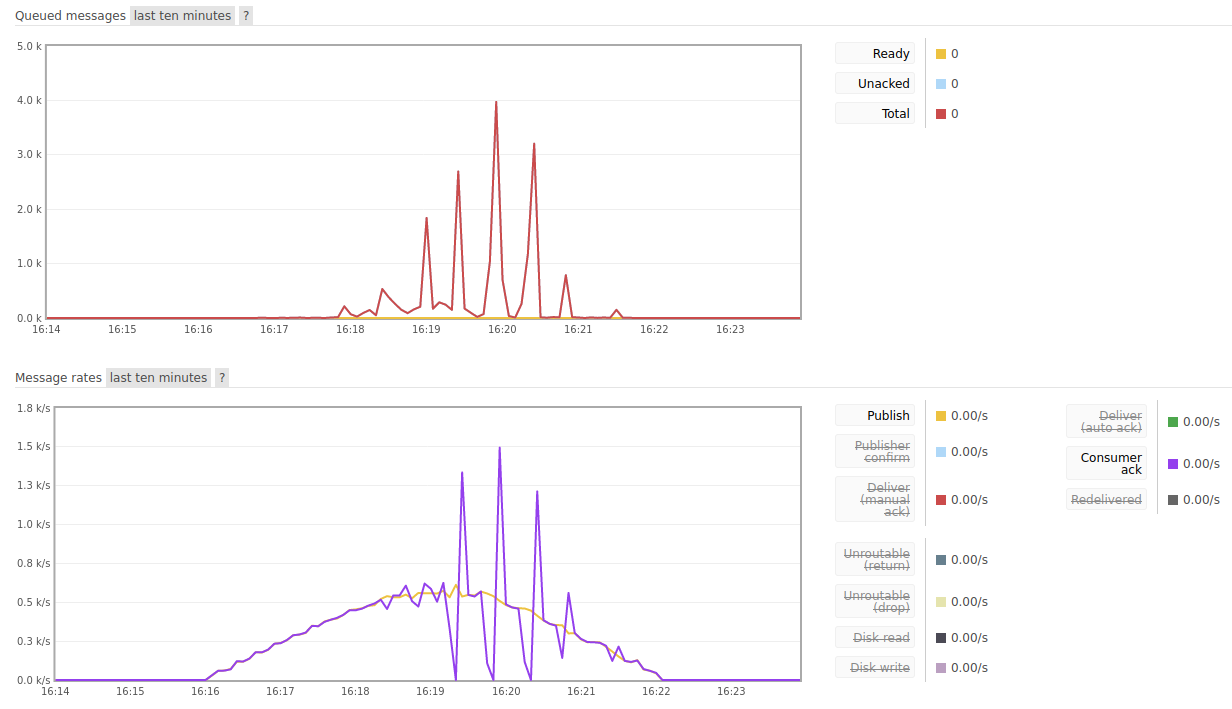 Queued messages last ten minutes ?
5.0 k
4.0 k
3.0 k
2.0 k
1.0 k
0.0 k
16:14 16:15 16:16 16:17 16:18 16:19 16:20 16:21 16:22 16:23
Ready 0
Unacked 0
Total 0
Message rates last ten minutes ?
1.8 k/s
1.5 k/s
1.3 k/s
1.0 k/s
0.8 k/s
0.5 k/s
0.3 k/s
0.0 k/s
16:14 16:15 16:16 16:17 16:18 16:19 16:20 16:21 16:22 16:23
Publish 0.00/s
Publisher
confirm 0.00/s
Deliver
(manual
ack) 0.00/s
Unroutable
(return) 0.00/s
Unroutable
(drop) 0.00/s
Disk read 0.00/s
Disk write 0.00/s
Deliver
(auto ack) 0.00/s
Consumer
ack 0.00/s
Redelivered 0.00/s